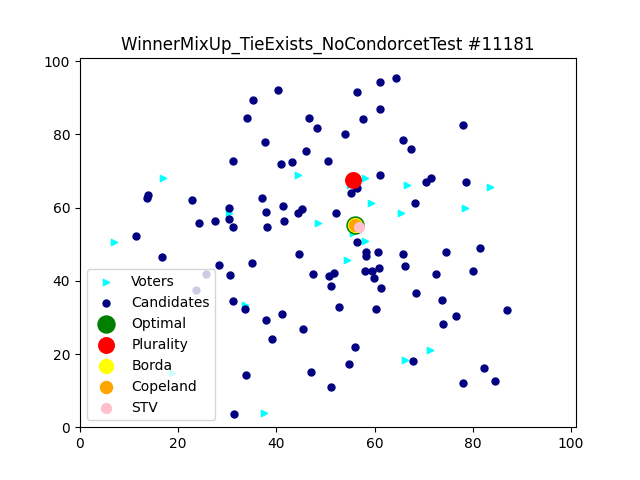 WinnerMixUp_TieExists_NoCondorcetTest #11181
100
80
60
40
20
0
Voters
Candidates
Optimal
Plurality
Borda
Copeland
STV
0 20 40 60 80 100